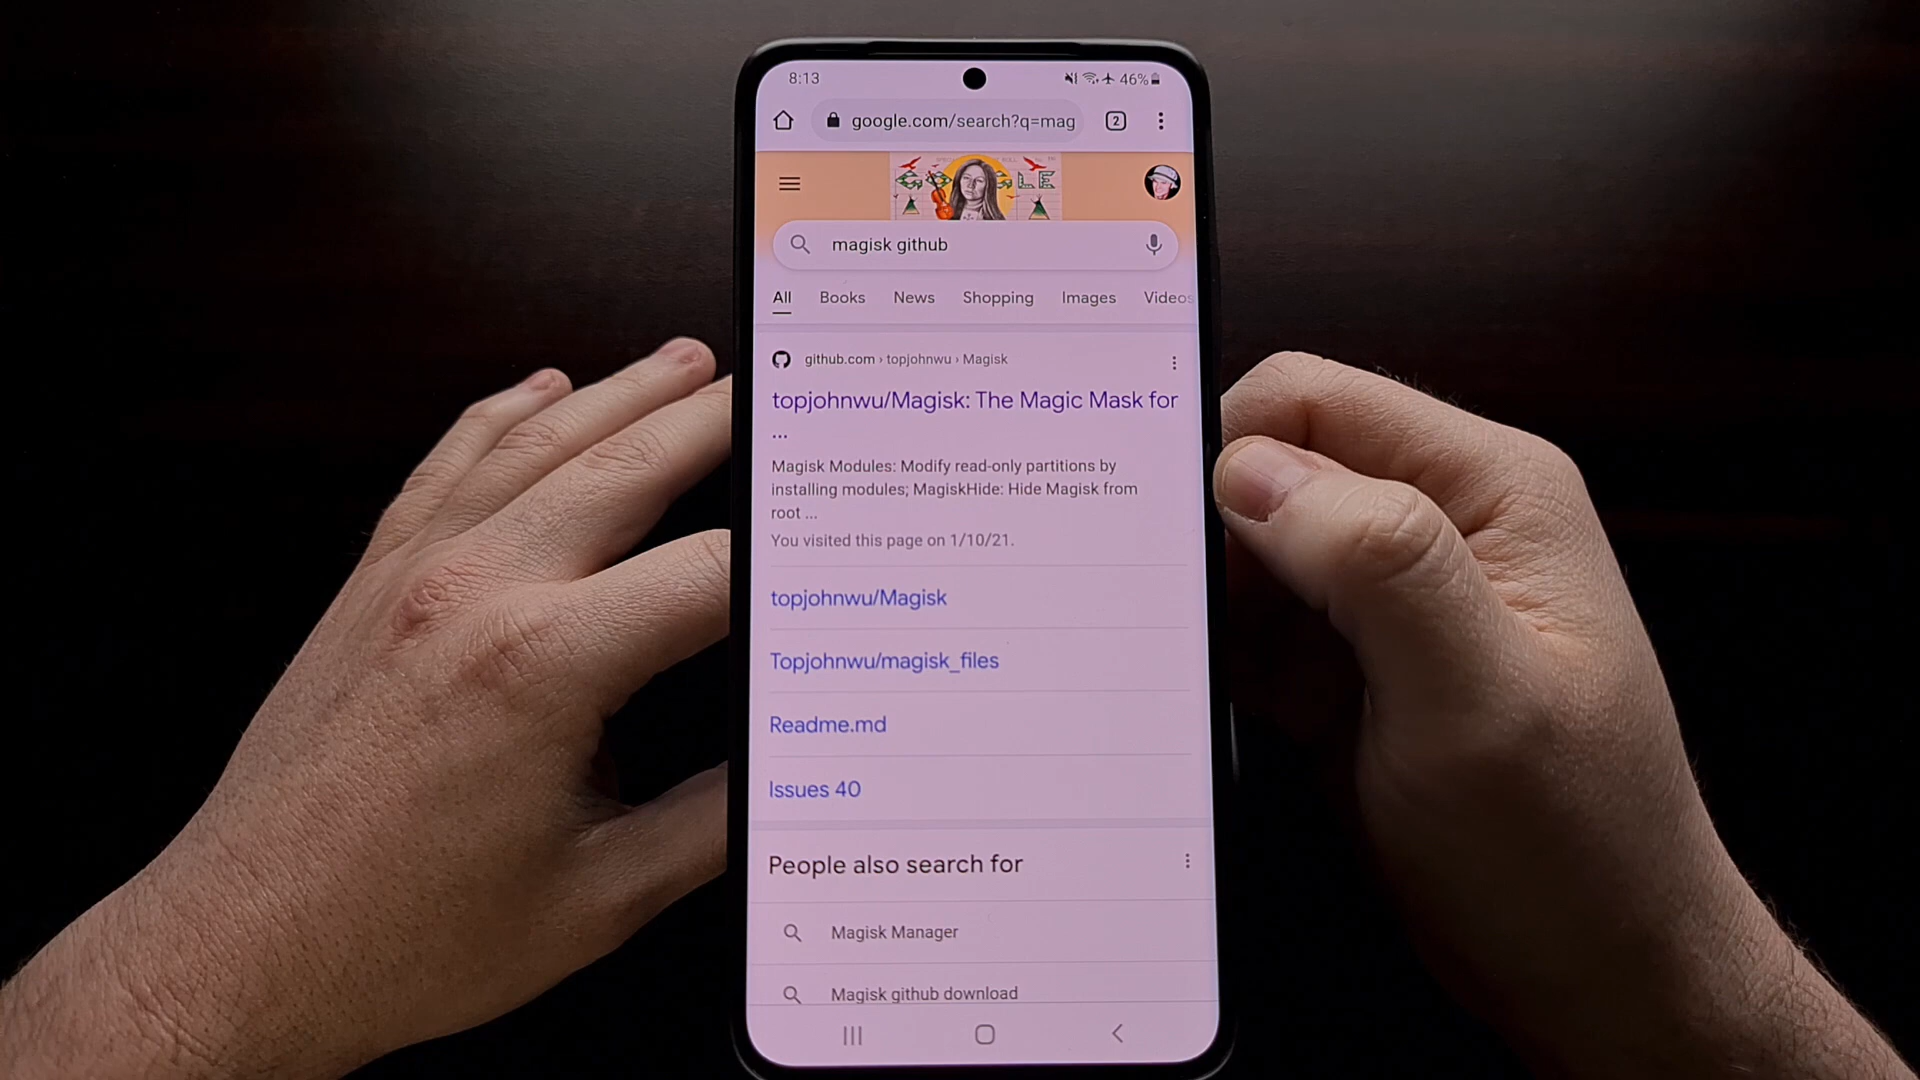 8:13
46%
google.com/search?q=mag
2
GOOGLE
magisk github
All Books News Shopping Images Videos
github.com › topjohnwu › Magisk
topjohnwu/Magisk: The Magic Mask for
...
Magisk Modules: Modify read-only partitions by
installing modules; MagiskHide: Hide Magisk from
root ...
You visited this page on 1/10/21.
topjohnwu/Magisk
Topjohnwu/magisk_files
Readme.md
Issues 40
People also search for
Magisk Manager
Magisk github download